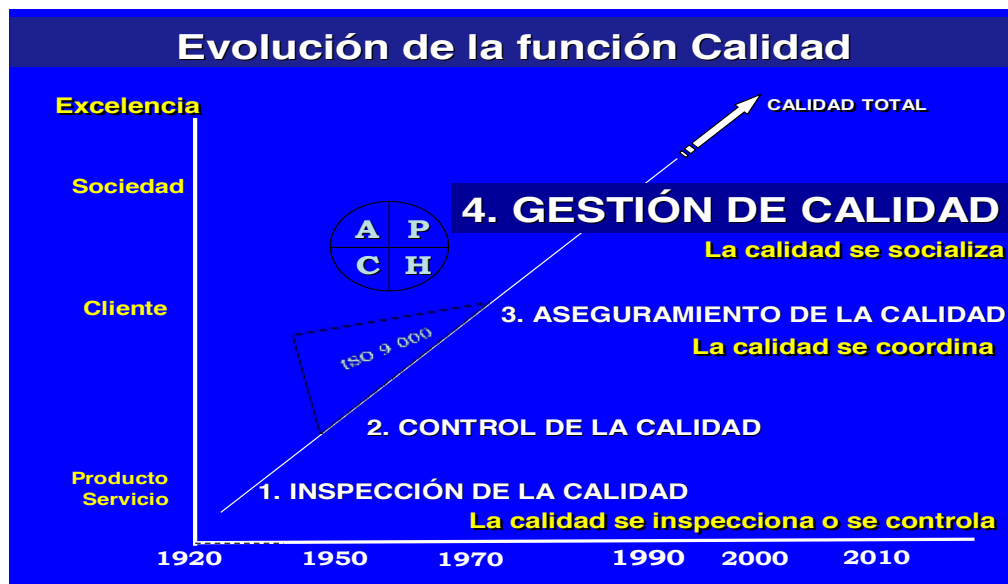 Evolución de la función Calidad
Excelencia
CALIDAD TOTAL
Sociedad
4. GESTIÓN DE CALIDAD
A P
C H
La calidad se socializa
Cliente
3. ASEGURAMIENTO DE LA CALIDAD
ISO 9 000
La calidad se coordina
2. CONTROL DE LA CALIDAD
Producto
Servicio
1. INSPECCIÓN DE LA CALIDAD
La calidad se inspecciona o se controla
1920 1950 1970 1990 2000 2010